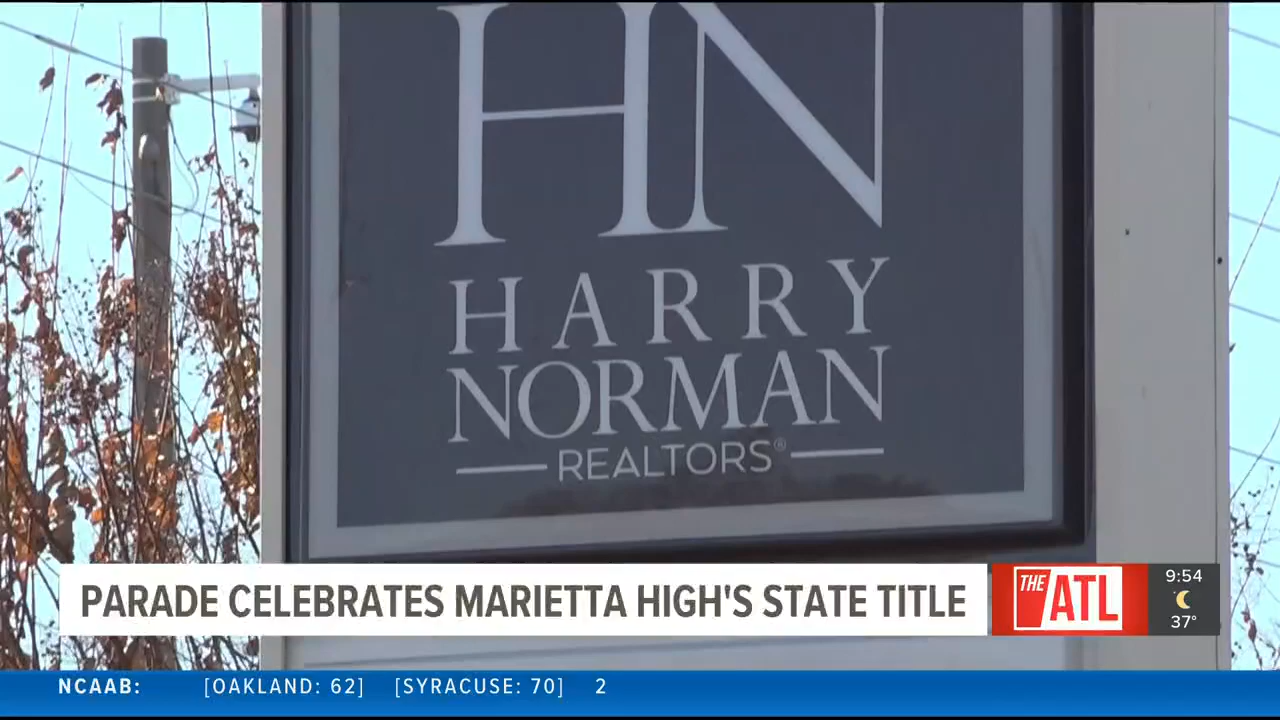 HN
HARRY
NORMAN
REALTORS®
PARADE CELEBRATES MARIETTA HIGH'S STATE TITLE
THE ATL
9:54
37°
NCAAB: [OAKLAND: 62] [SYRACUSE: 70] 2